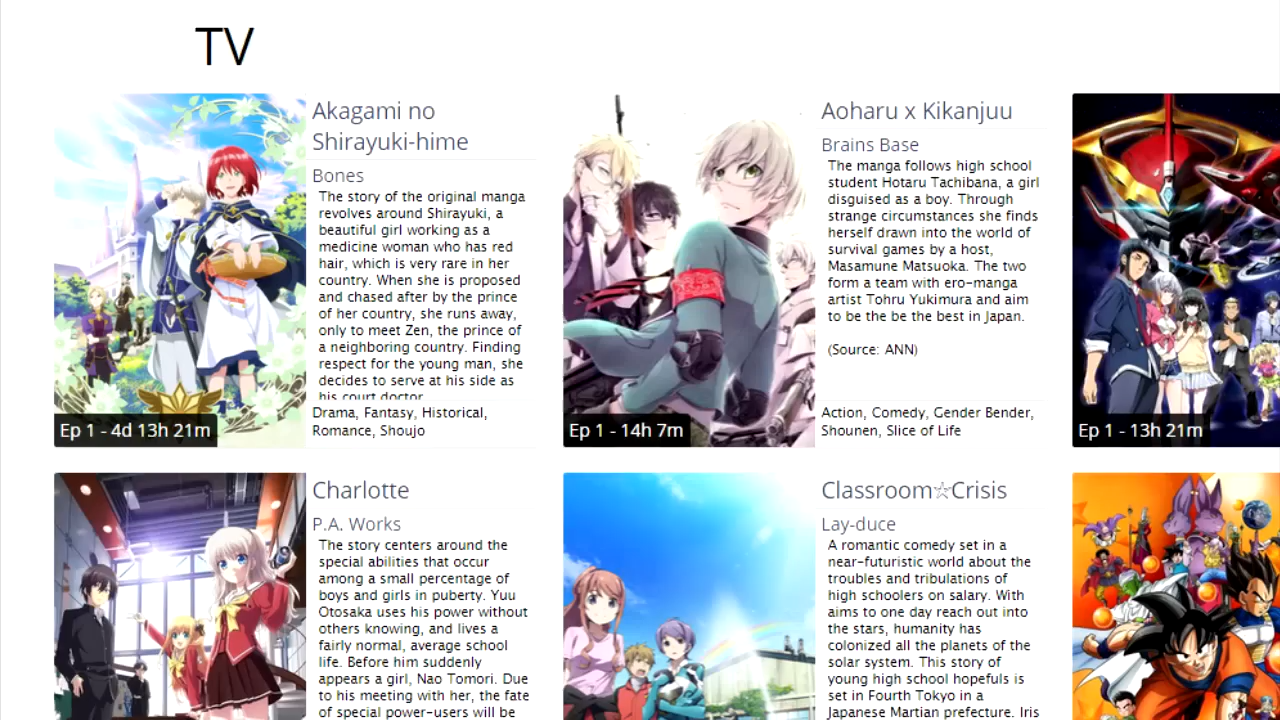 TV
Akagami no
Shirayuki-hime
Bones
The story of the original manga
revolves around Shirayuki, a
beautiful girl working as a
medicine woman who has red
hair, which is very rare in her
country. When she is proposed
and chased after by the prince
of her country, she runs away,
only to meet Zen, the prince of
a neighboring country. Finding
respect for the young man, she
decides to serve at his side as
his court doctor.
Drama, Fantasy, Historical,
Romance, Shoujo
Ep 1 - 4d 13h 21m
Aoharu x Kikanjuu
Brains Base
The manga follows high school
student Hotaru Tachibana, a girl
disguised as a boy. Through
strange circumstances she finds
herself drawn into the world of
survival games by a host,
Masamune Matsuoka. The two
form a team with ero-manga
artist Tohru Yukimura and aim
to be the be the best in Japan.
(Source: ANN)
Action, Comedy, Gender Bender,
Shounen, Slice of Life
Ep 1 - 14h 7m
Ep 1 - 13h 21m
Charlotte
P.A. Works
The story centers around the
special abilities that occur
among a small percentage of
boys and girls in puberty. Yuu
Otosaka uses his power without
others knowing, and lives a
fairly normal, average school
life. Before him suddenly
appears a girl, Nao Tomori. Due
to his meeting with her, the fate
of special power-users will be
Classroom☆Crisis
Lay-duce
A romantic comedy set in a
near-futuristic world about the
troubles and tribulations of
high schoolers on salary. With
aims to one day reach out into
the stars, humanity has
colonized all the planets of the
solar system. This story of
young high school hopefuls is
set in Fourth Tokyo in a
Japanese Martian prefecture. Iris